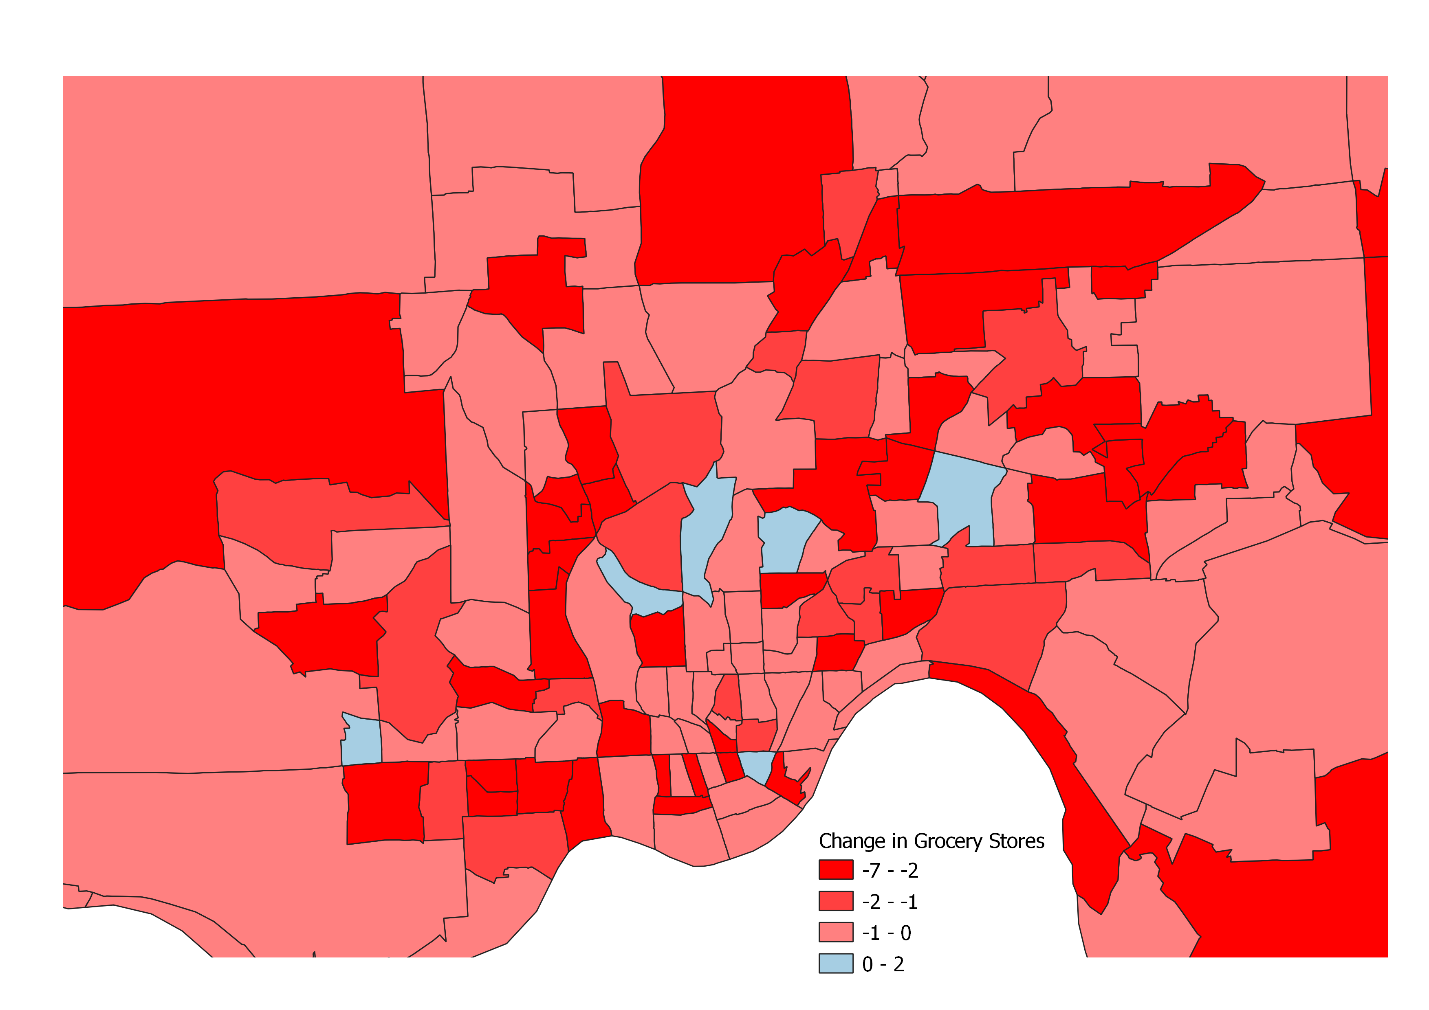 Change in Grocery Stores
-7 - -2
-2 - -1
-1 - 0
0 - 2